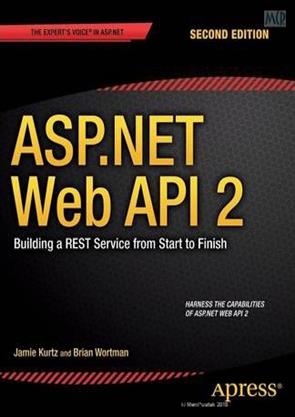 MCP
THE EXPERT'S VOICE® IN ASP.NET
SECOND EDITION
ASP.NET
Web API 2
Building a REST Service from Start to Finish
HARNESS THE CAPABILITIES
OF ASP.NET WEB API 2
Jamie Kurtz and Brian Wortman
Apress®